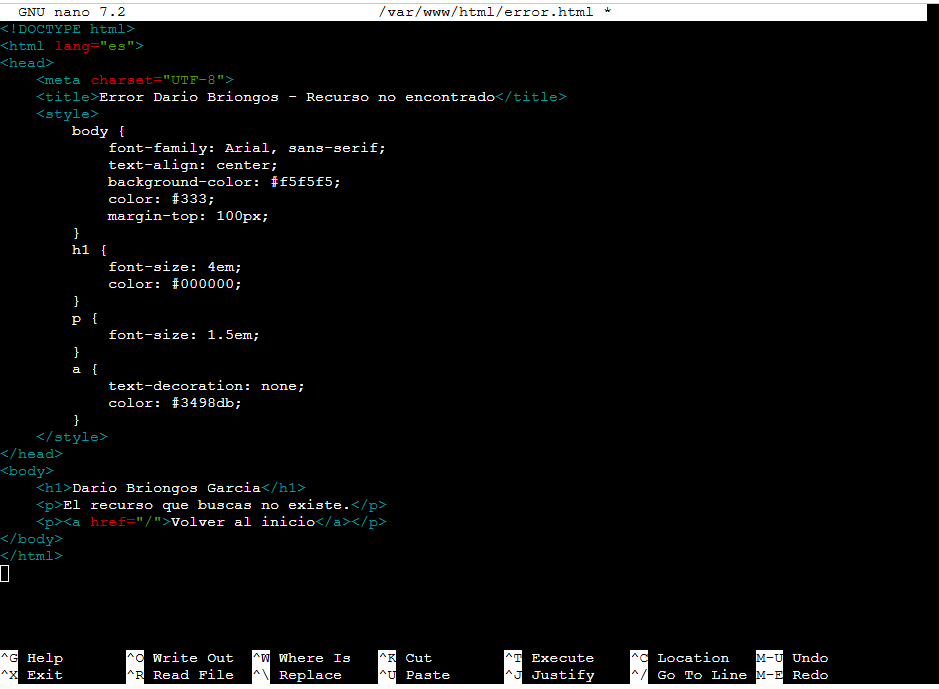 GNU nano 7.2 /var/www/html/error.html *
<!DOCTYPE html>
<html lang="es">
<head>
    <meta charset="UTF-8">
    <title>Error Dario Briongos - Recurso no encontrado</title>
    <style>
        body {
            font-family: Arial, sans-serif;
            text-align: center;
            background-color: #f5f5f5;
            color: #333;
            margin-top: 100px;
        }
        h1 {
            font-size: 4em;
            color: #000000;
        }
        p {
            font-size: 1.5em;
        }
        a {
            text-decoration: none;
            color: #3498db;
        }
    </style>
</head>
<body>
    <h1>Dario Briongos Garcia</h1>
    <p>El recurso que buscas no existe.</p>
    <p><a href="/">Volver al inicio</a></p>
</body>
</html>
^G Help ^O Write Out ^W Where Is ^K Cut ^T Execute ^C Location M-U Undo
^X Exit ^R Read File ^\ Replace ^U Paste ^J Justify ^/ Go To Line M-E Redo